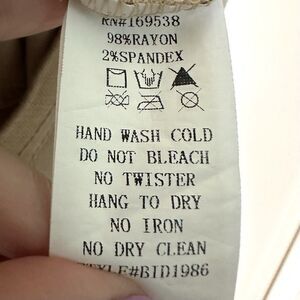 RN#169538
98%RAYON
2%SPANDEX
HAND WASH COLD
DO NOT BLEACH
NO TWISTER
HANG TO DRY
NO IRON
NO DRY CLEAN
STYLE#BID1986